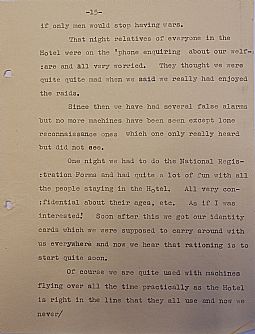 -15-
if only men would stop having wars.
That night relatives of everyone in the
Hotel were on the 'phone enquiring about our welf-
:are and all very worried. They thought we were
quite quite mad when we said we really had enjoyed
the raids.
Since then we have had several false alarms
but no more machines have been seen except lone
reconnaissance ones which one only really heard
but did not see.
One night we had to do the National Regis-
:tration Forms and had quite a lot of fun with all
the people staying in the Hotel. All very con-
:fidential about their ages, etc. As if I was
interested! Soon after this we got our identity
cards which we were supposed to carry around with
us everywhere and now we hear that rationing is to
start quite soon.
Of course we are quite used with machines
flying over all the time practically as the Hotel
is right in the line that they all use and now we
never/